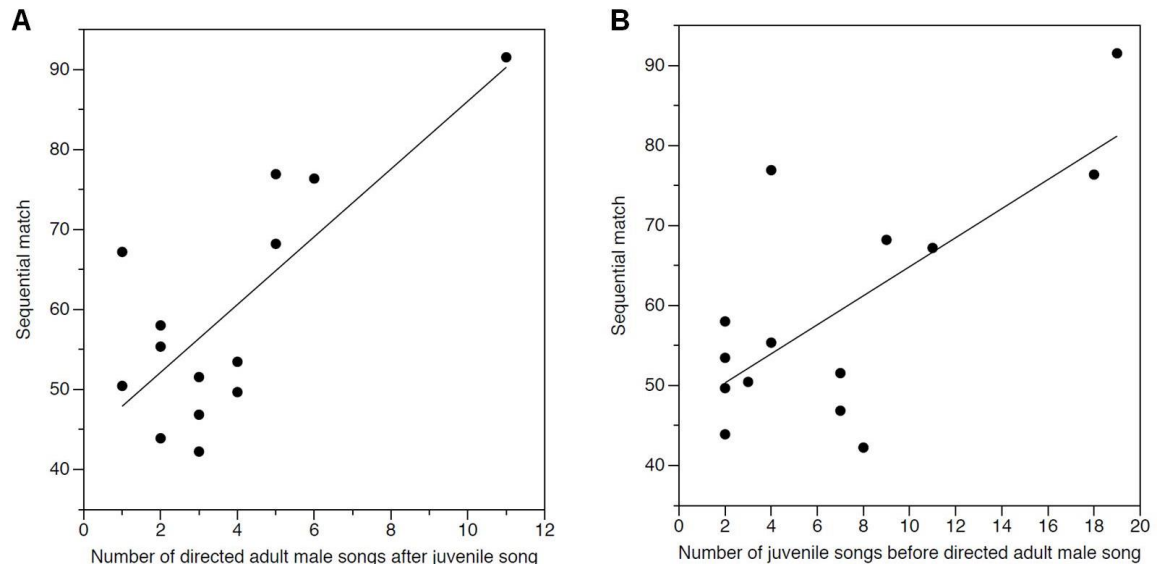 A
Sequential match
90
80
70
60
50
40
0 2 4 6 8 10 12
Number of directed adult male songs after juvenile song
B
Sequential match
90
80
70
60
50
40
0 2 4 6 8 10 12 14 16 18 20
Number of juvenile songs before directed adult male song